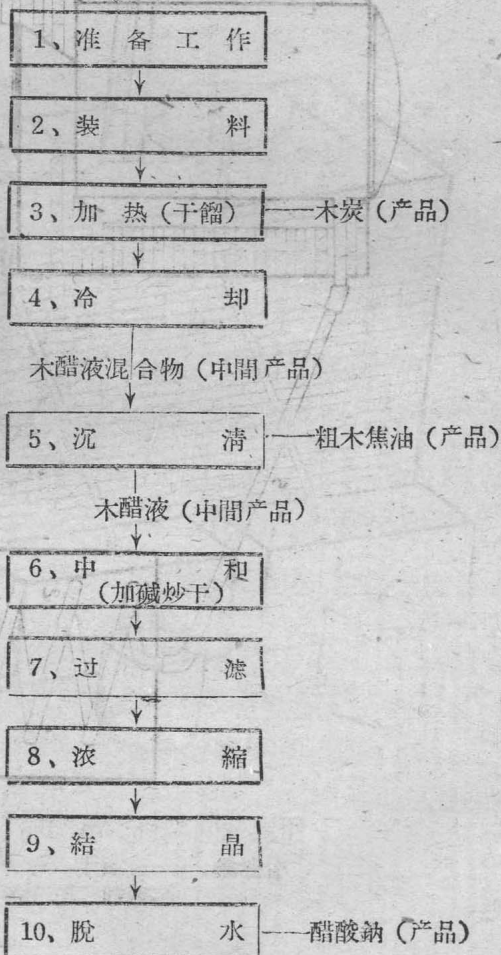 1、准备工作
2、装料
3、加热（干餾）——木炭（产品）
4、冷却
木醋液混合物（中間产品）
5、沉清——粗木焦油（产品）
木醋液（中間产品）
6、中和
（加碱炒干）
7、过滤
8、浓縮
9、結晶
10、脫水——醋酸鈉（产品）